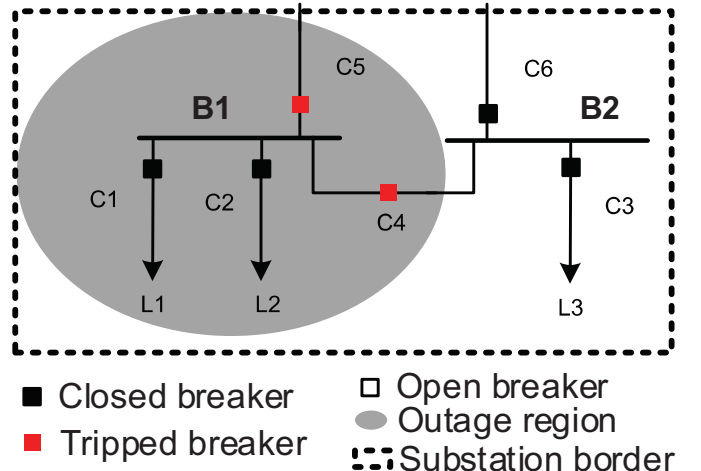 C5
C6
B1
B2
C1
C2
C4
C3
L1
L2
L3
Closed breaker
Open breaker
Outage region
Tripped breaker
Substation border